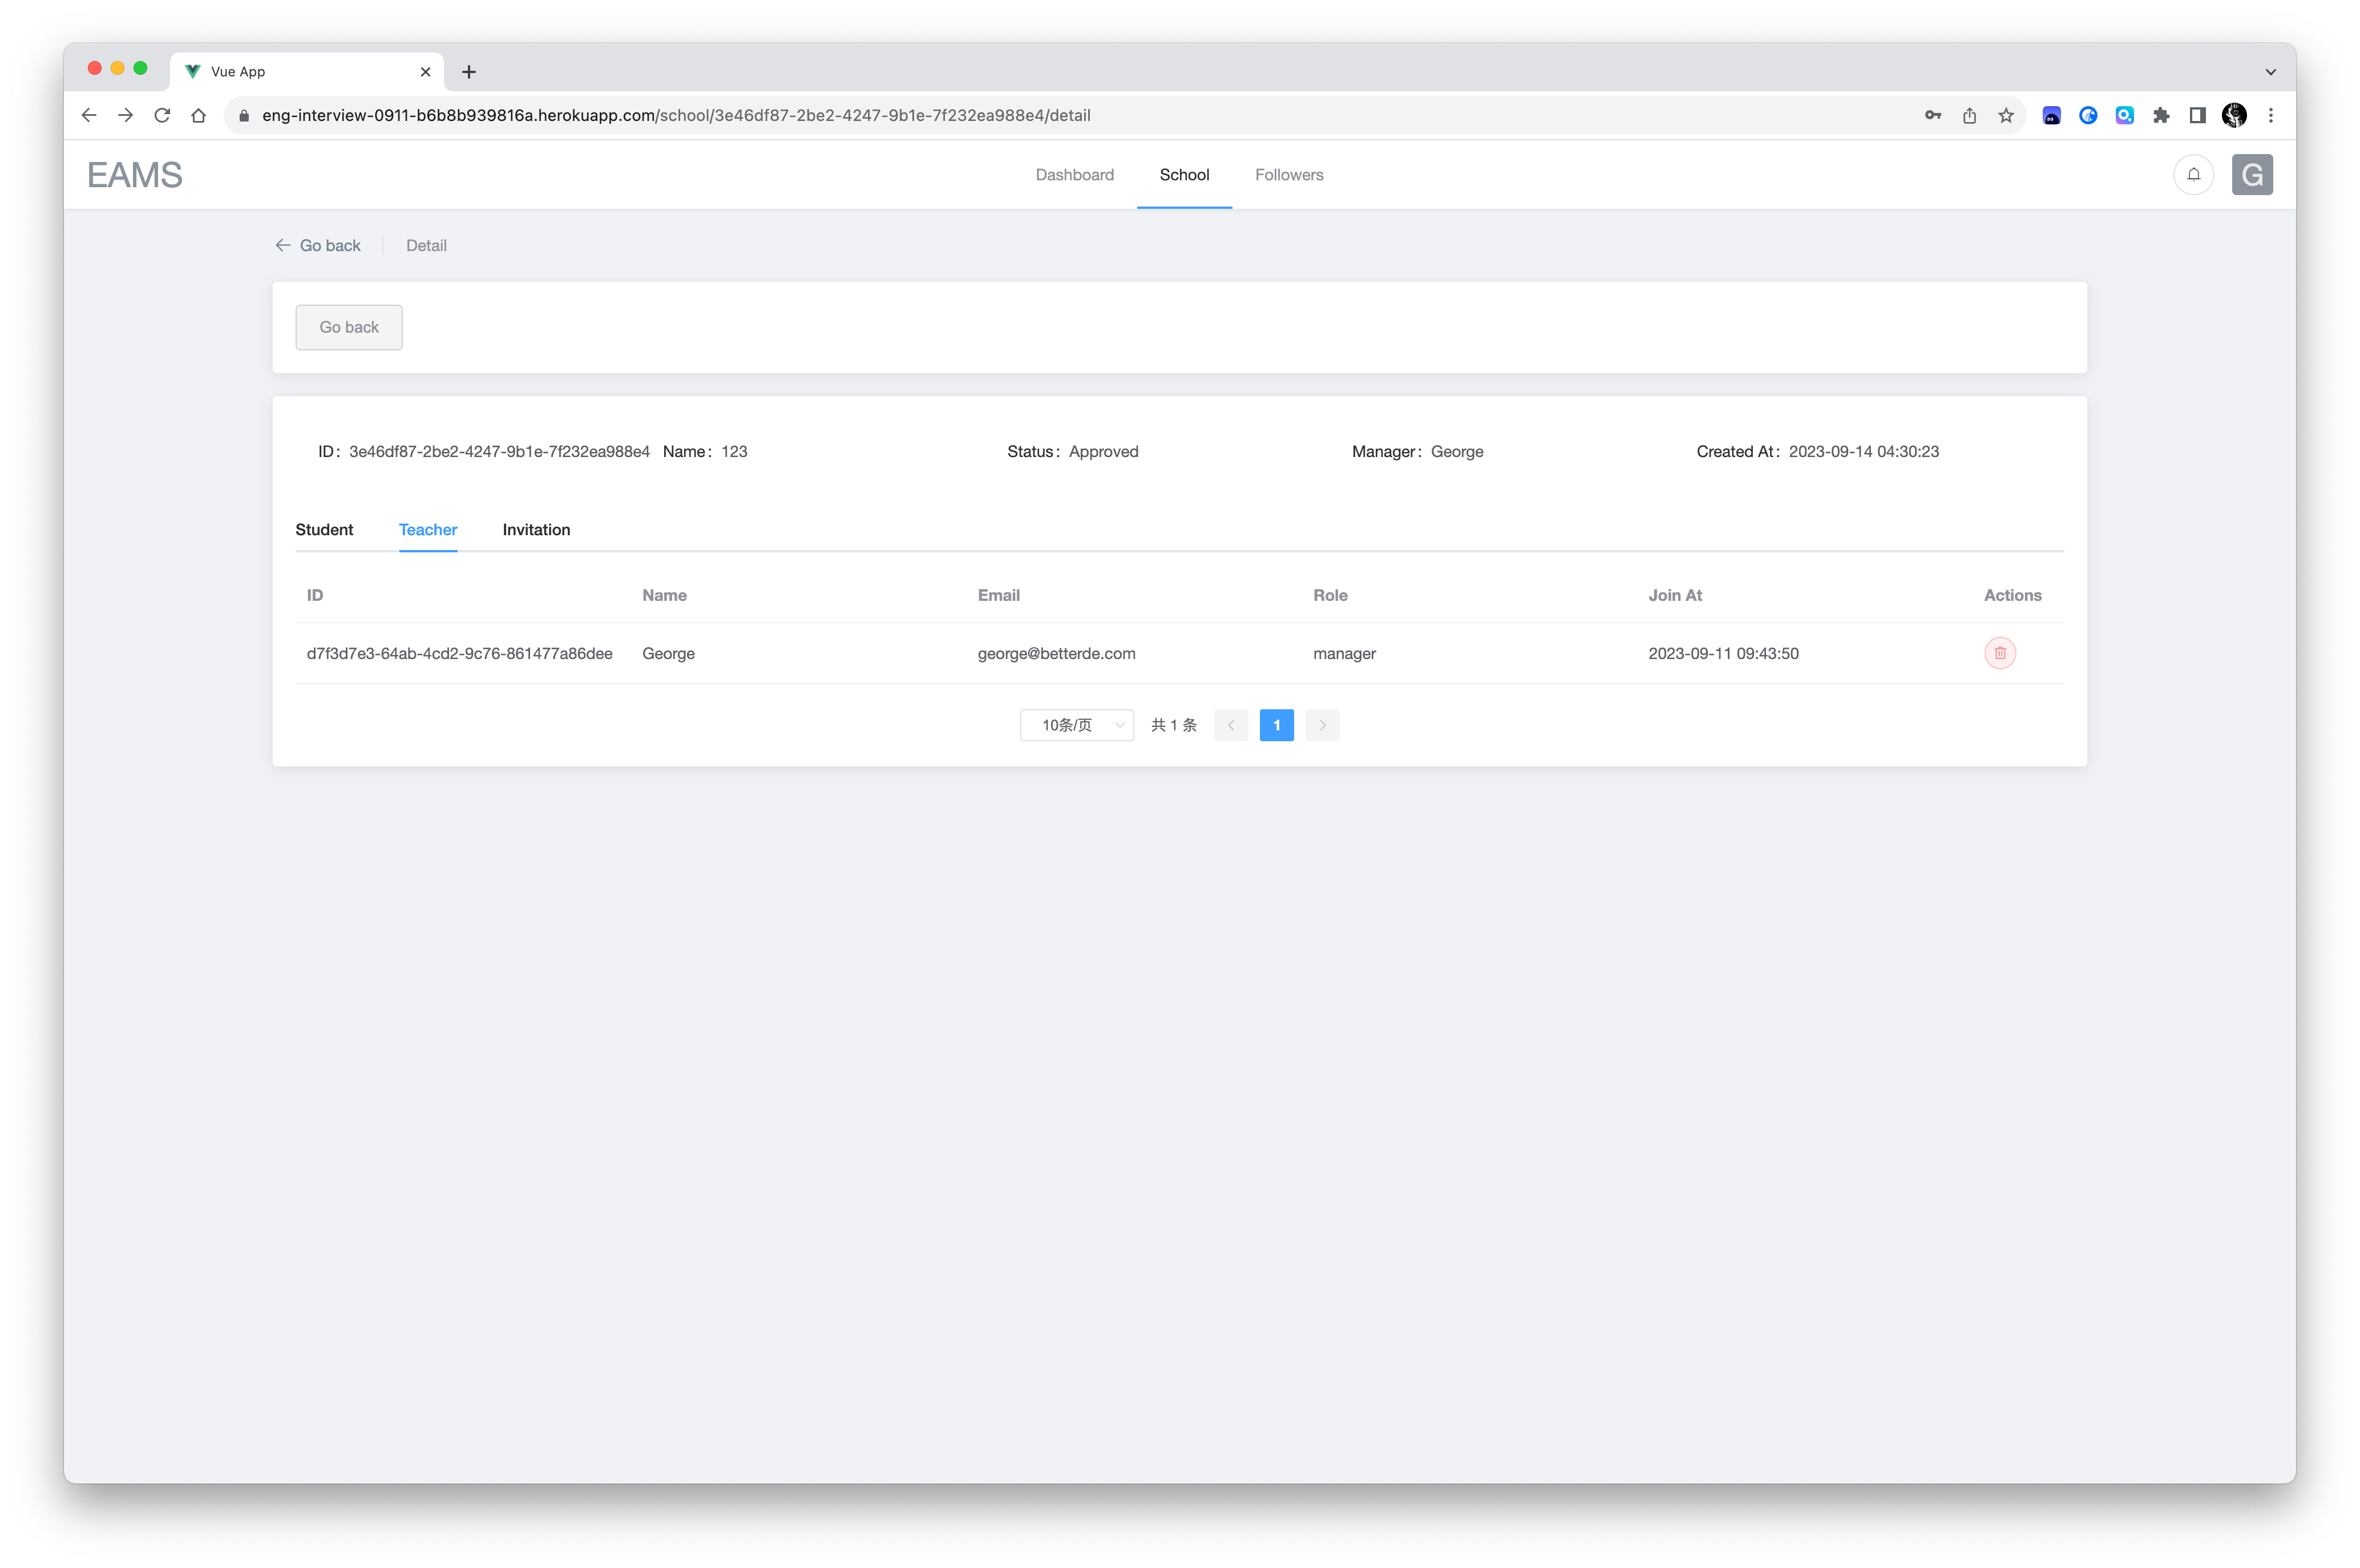 Vue App
eng-interview-0911-b6b8b939816a.herokuapp.com/school/3e46df87-2be2-4247-9b1e-7f232ea988e4/detail
EAMS Dashboard School Followers G
Go back Detail
Go back
ID: 3e46df87-2be2-4247-9b1e-7f232ea988e4 Name: 123 Status: Approved Manager: George Created At: 2023-09-14 04:30:23
Student Teacher Invitation
ID Name Email Role Join At Actions
d7f3d7e3-64ab-4cd2-9c76-861477a86dee George george@betterde.com manager 2023-09-11 09:43:50
10条/页 共 1 条 1